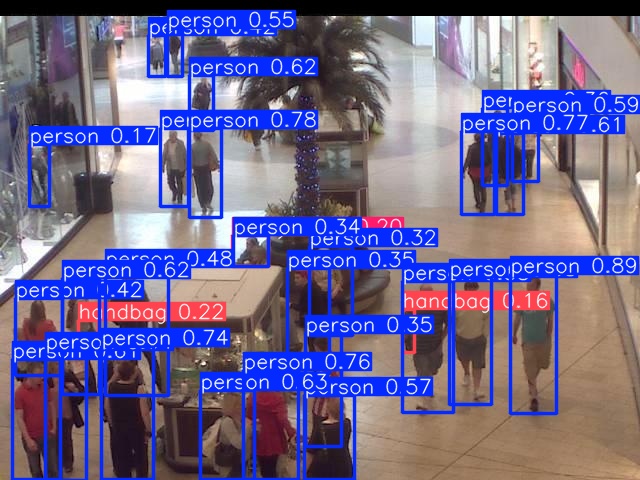 person 0.55
person 0.62
person 0.78
person 0.59
person 0.77
.61
person 0.17
person 0.34
0.20
person 0.32
person 0.48
person 0.35
person 0.62
person 0.89
person 0.42
handbag 0.22
handbag 0.16
person 0.35
person 0.74
person 0.76
person 0.63
person 0.57